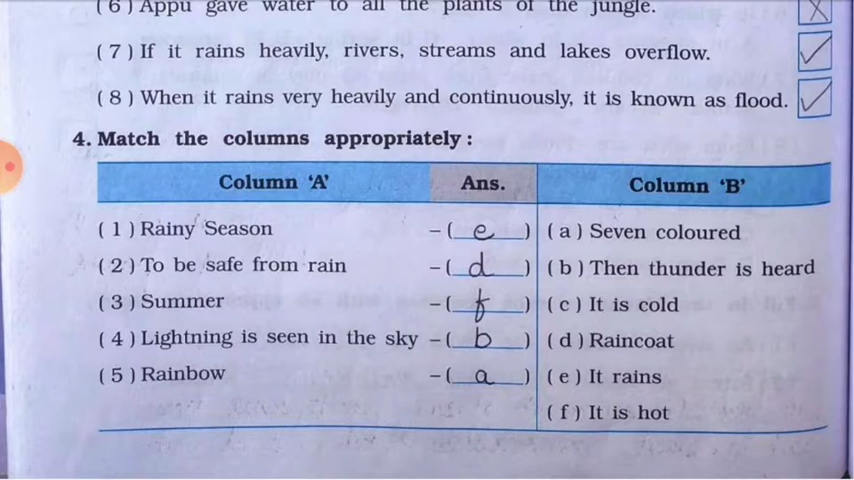 ( 6 ) Appu gave water to all the plants of the jungle.
( 7 ) If it rains heavily, rivers, streams and lakes overflow.
( 8 ) When it rains very heavily and continuously, it is known as flood.
4. Match the columns appropriately :
Column 'A' Ans. Column 'B'
( 1 ) Rainy Season – ( e ) ( a ) Seven coloured
( 2 ) To be safe from rain – ( d ) ( b ) Then thunder is heard
( 3 ) Summer – ( f ) ( c ) It is cold
( 4 ) Lightning is seen in the sky – ( b ) ( d ) Raincoat
( 5 ) Rainbow – ( a ) ( e ) It rains
( f ) It is hot